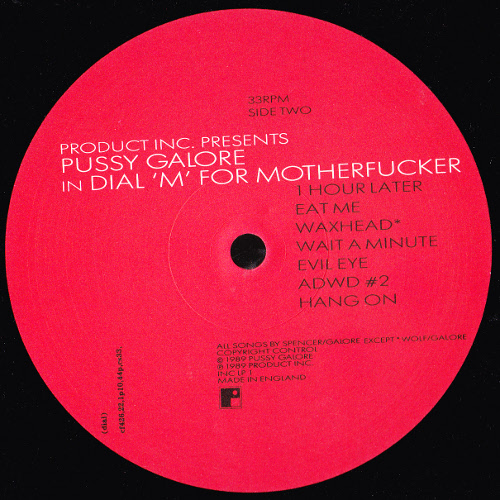 33RPM
SIDE TWO
PRODUCT INC. PRESENTS
PUSSY GALORE
IN DIAL 'M' FOR MOTHERFUCKER
1 HOUR LATER
EAT ME
WAXHEAD*
WAIT A MINUTE
EVIL EYE
ADWD #2
HANG ON
ALL SONGS BY SPENCER/GALORE EXCEPT * WOLF/GALORE
COPYRIGHT CONTROL
℗ 1989 PUSSY GALORE
© 1989 PRODUCT INC.
PNC LP 1
MADE IN ENGLAND
(dial)